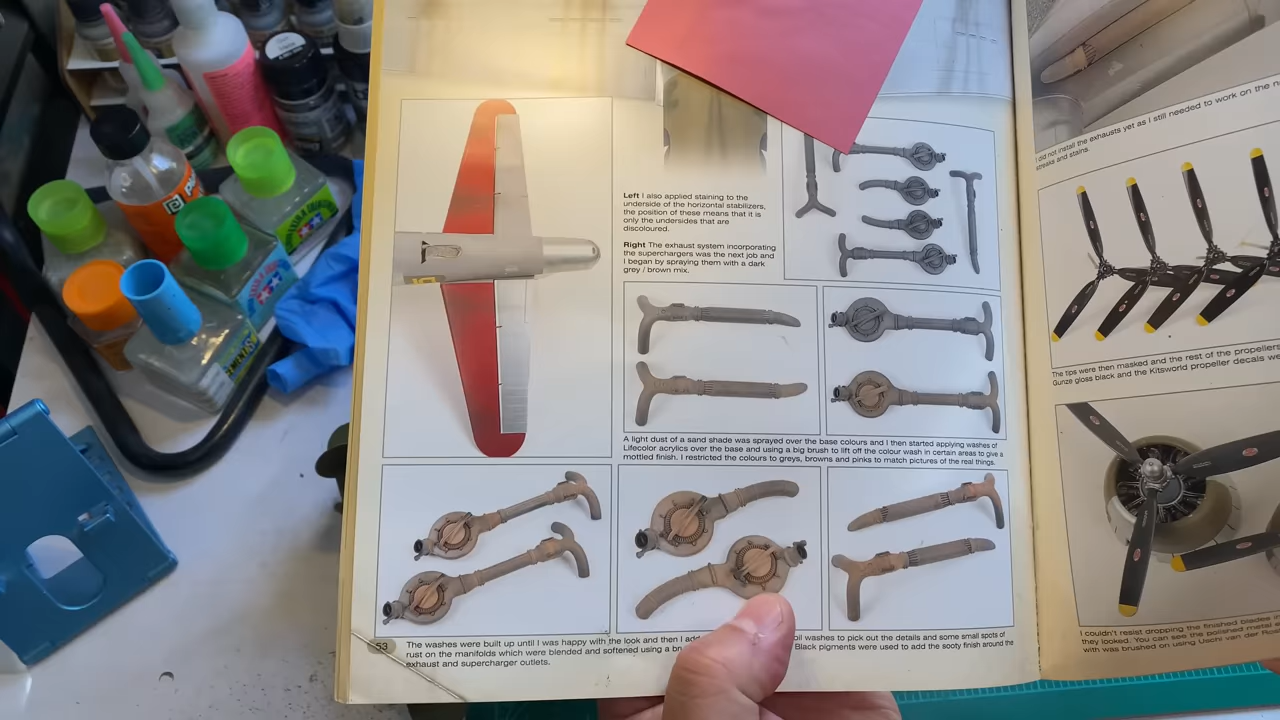 Left I also applied staining to the
underside of the horizontal stabilizers,
the position of these means that it is
only the undersides that are
discoloured.
Right The exhaust system incorporating
the superchargers was the next job and
I began by spraying them with a dark
grey / brown mix.
A light dust of a sand shade was sprayed over the base colours and I then started applying washes of
Lifecolor acrylics over the base and using a big brush to lift off the colour wash in certain areas to give a
mottled finish. I restricted the colours to greys, browns and pinks to match pictures of the real things.
53
The washes were built up until I was happy with the look and then I oil washes to pick out the details and some small spots of
rust on the manifolds which were blended and softened using a Black pigments were used to add the sooty finish around the
exhaust and supercharger outlets.
I did not install the exhausts yet as I still needed to work on the
streaks and stains.
The tips were then masked and the rest of the propellers
Gunze gloss black and the Kitsworld propeller decals
I couldn't resist dropping the finished
they looked. You can see the polished metal
with was brushed on using Uschi van der